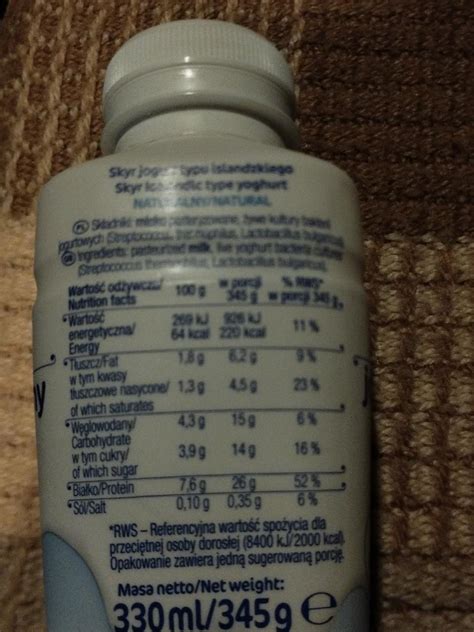 Skyr jogurt typu islandzkiego
Skyr Icelandic type yoghurt
NATURALNY/NATURAL
PL Składniki: mleko pasteryzowane, żywe kultury bakterii
jogurtowych (Streptococcus thermophilus, Lactobacillus bulgaricus).
GB Ingredients: pasteurized milk, live yoghurt bacteria cultures
(Streptococcus thermophilus, Lactobacillus bulgaricus).
Wartość odżywcza/ 100 g w porcji % RWS*
Nutrition facts 345 g w porcji 345 g
Wartość 269 kJ 928 kJ 11 %
energetyczna/ 64 kcal 220 kcal
Energy
Tłuszcz/Fat 1,8 g 6,2 g 9 %
w tym kwasy
tłuszczowe nasycone/ 1,3 g 4,5 g 23 %
of which saturates
Węglowodany/ 4,3 g 15 g 6 %
Carbohydrate
w tym cukry/ 3,9 g 14 g 16 %
of which sugar
Białko/Protein 7,6 g 26 g 52 %
Sól/Salt 0,10 g 0,35 g 6 %
*RWS – Referencyjna wartość spożycia dla
przeciętnej osoby dorosłej (8400 kJ/2000 kcal).
Opakowanie zawiera jedną sugerowaną porcję.
Masa netto/Net weight:
330ml/345g e